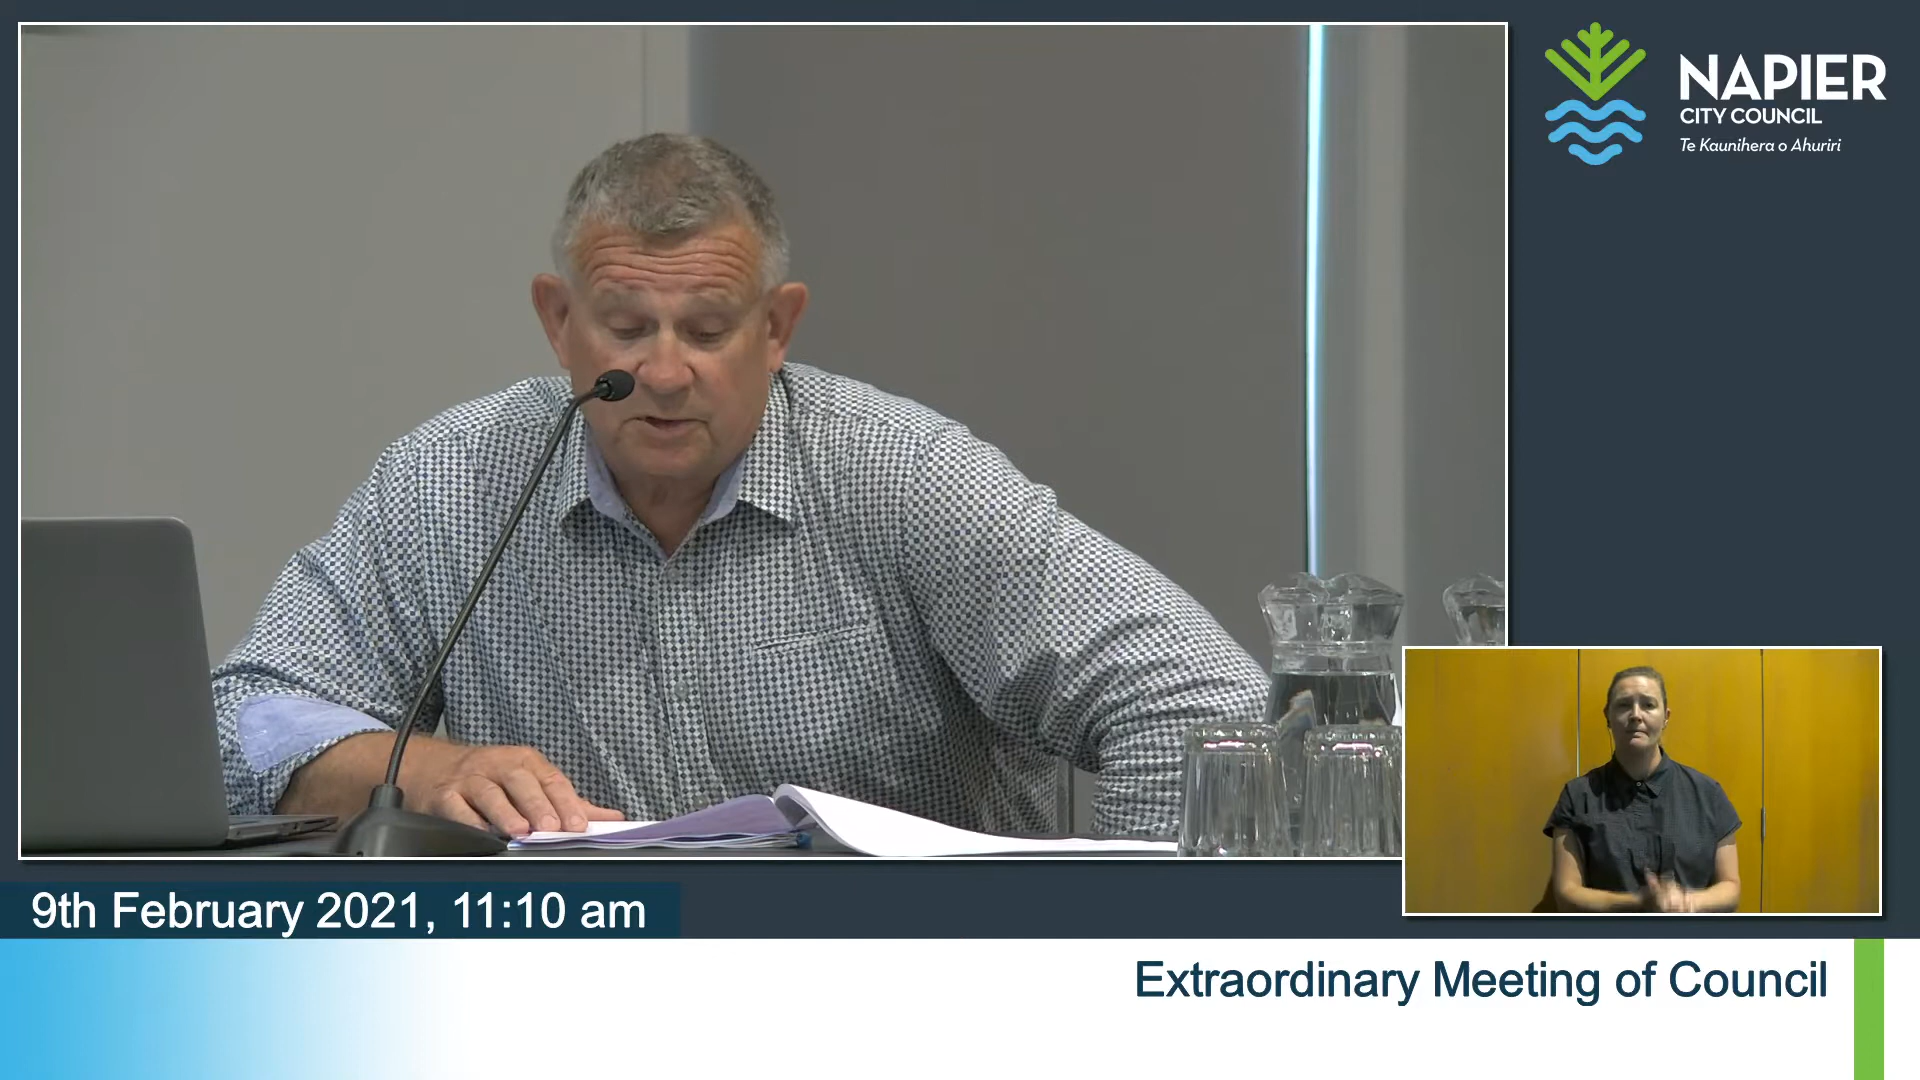 NAPIER
CITY COUNCIL
Te Kaunihera o Ahuriri
9th February 2021, 11:10 am
Extraordinary Meeting of Council